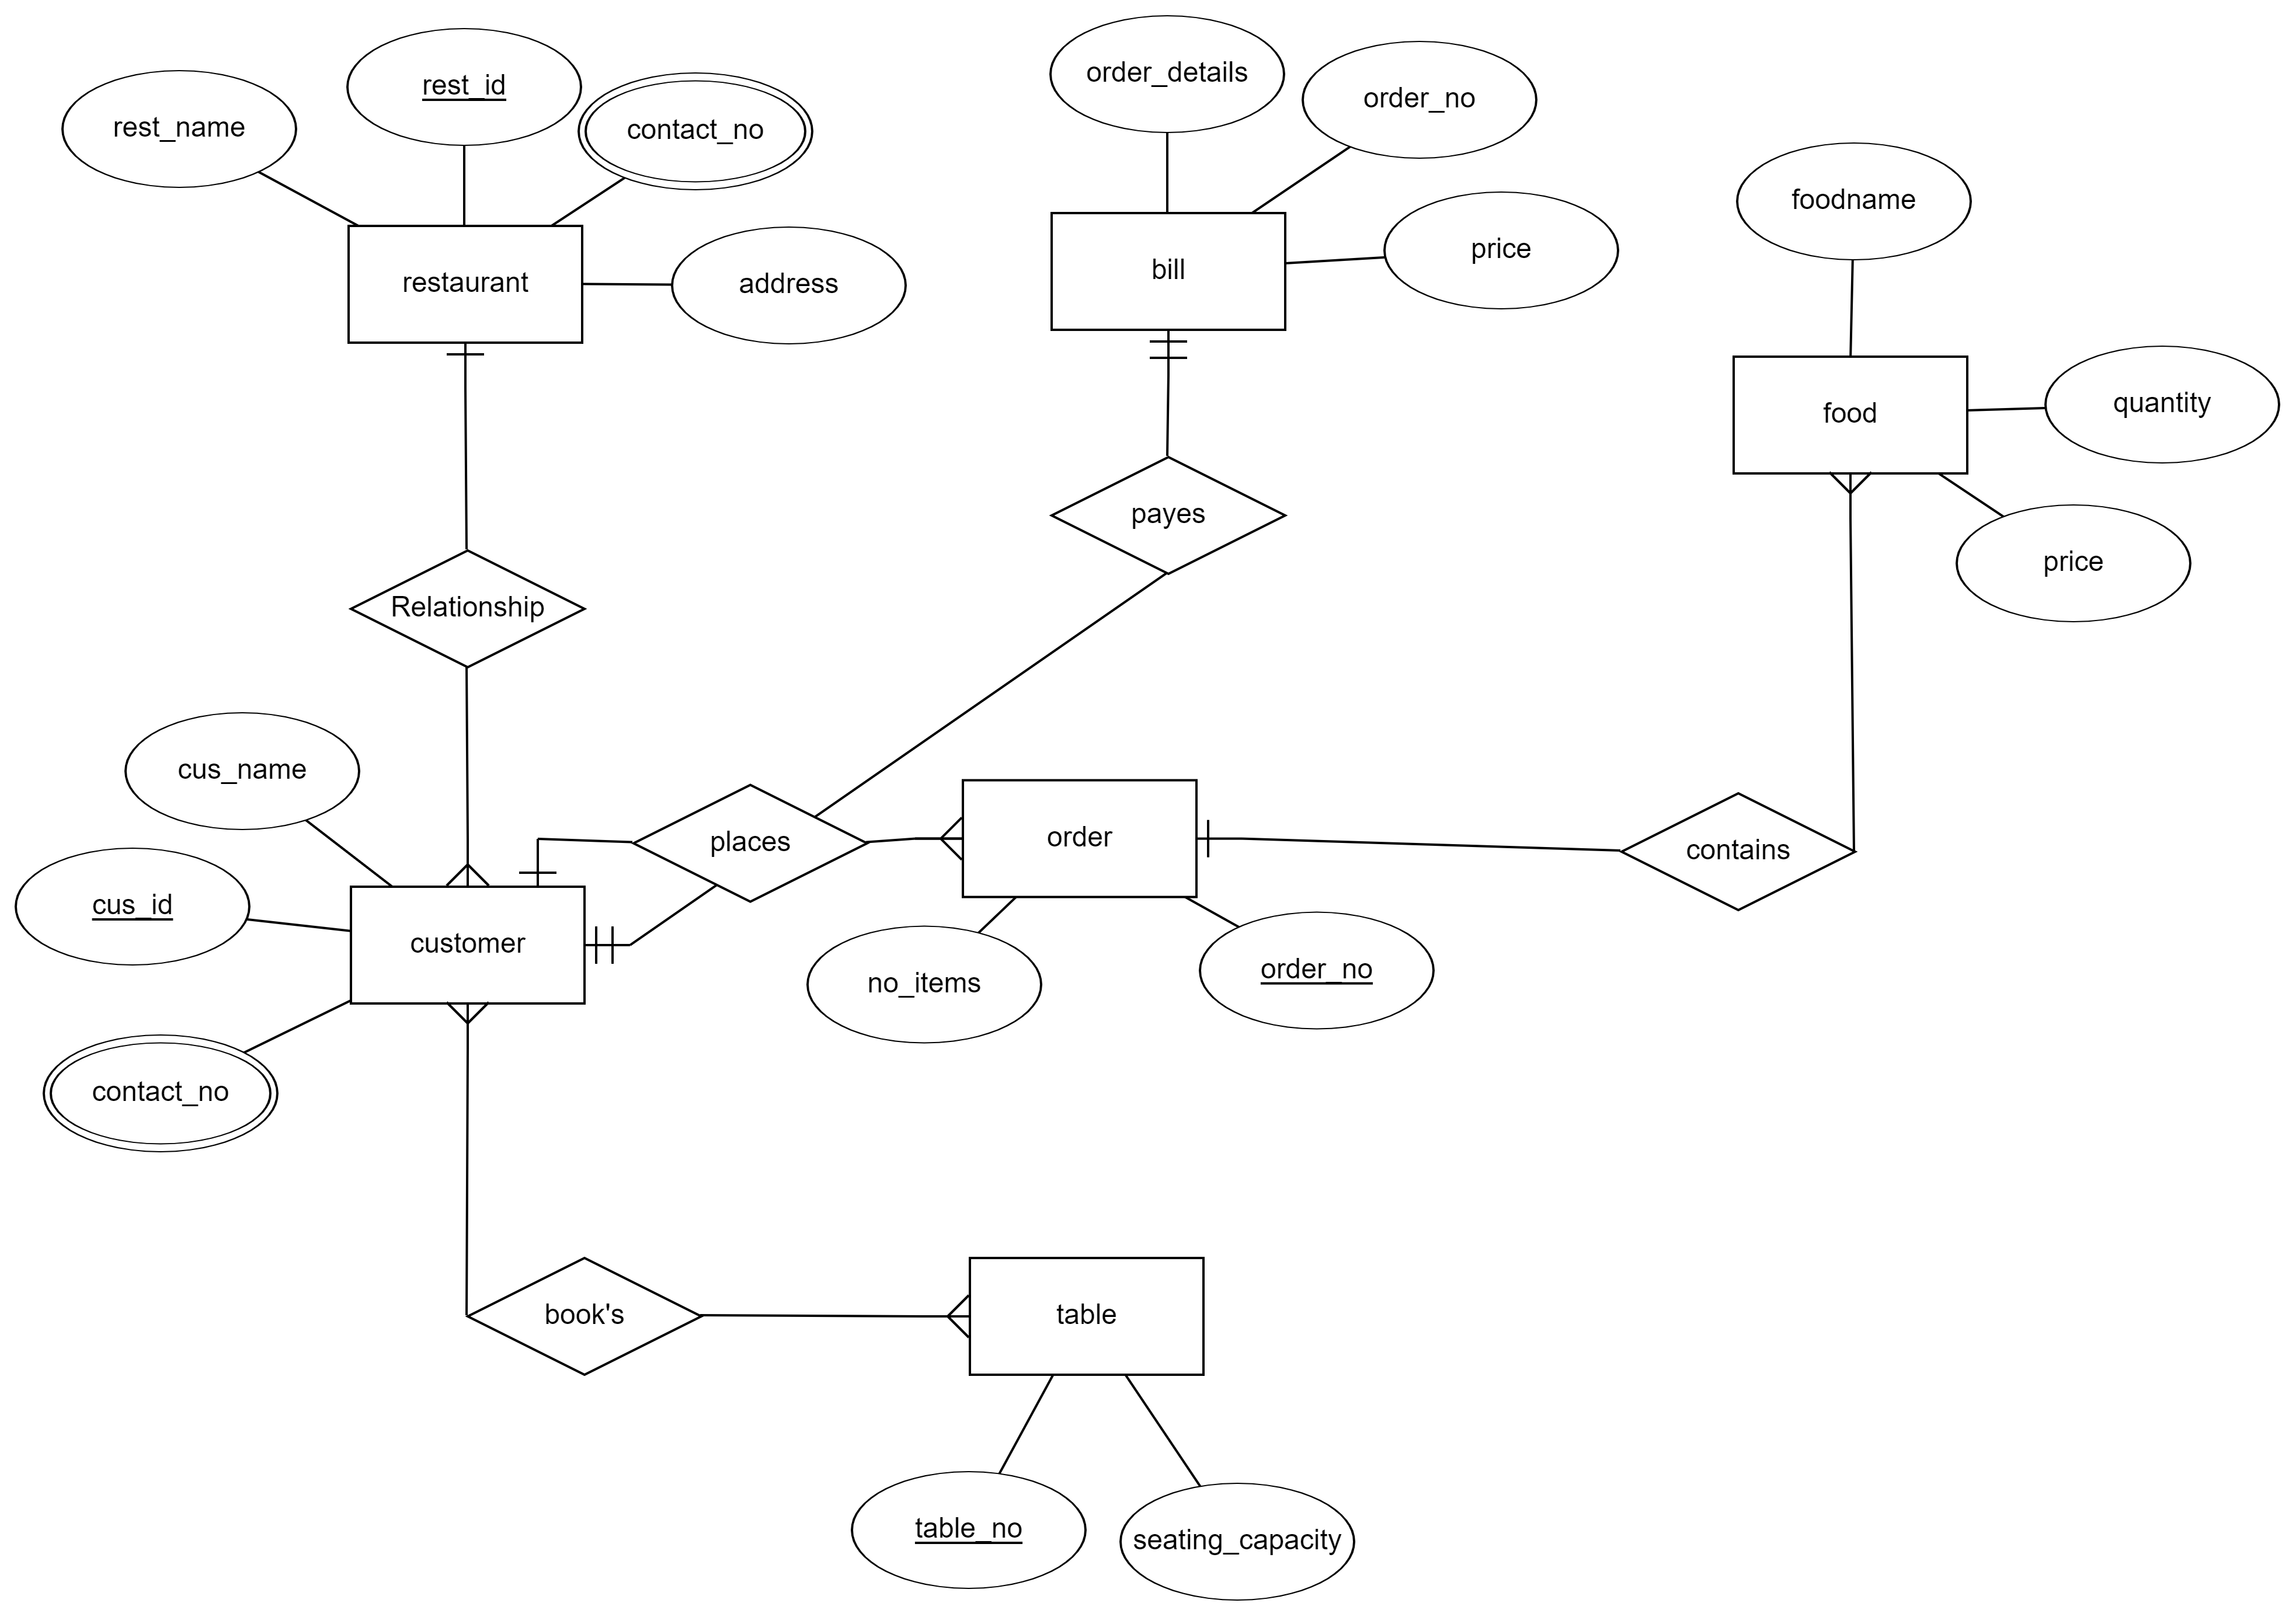 order_details
rest_id
order_no
rest_name
contact_no
foodname
price
bill
restaurant
address
quantity
food
payes
price
Relationship
cus_name
places
order
contains
cus_id
customer
no_items
order_no
contact_no
book's
table
table_no
seating_capacity